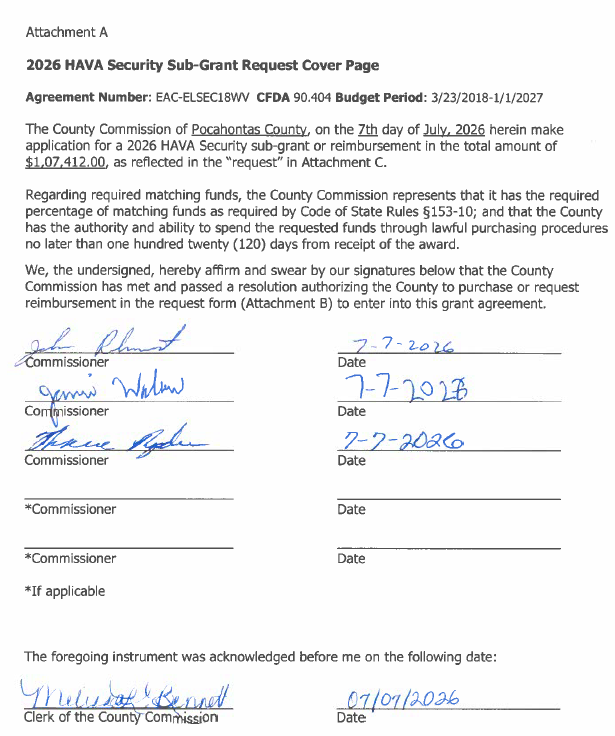 Attachment A
2026 HAVA Security Sub-Grant Request Cover Page
Agreement Number: EAC-ELSEC18WV CFDA 90.404 Budget Period: 3/23/2018-1/1/2027
The County Commission of Pocahontas County, on the 7th day of July, 2026 herein make
application for a 2026 HAVA Security sub-grant or reimbursement in the total amount of
$1,07,412.00, as reflected in the "request" in Attachment C.
Regarding required matching funds, the County Commission represents that it has the required
percentage of matching funds as required by Code of State Rules §153-10; and that the County
has the authority and ability to spend the requested funds through lawful purchasing procedures
no later than one hundred twenty (120) days from receipt of the award.
We, the undersigned, hereby affirm and swear by our signatures below that the County
Commission has met and passed a resolution authorizing the County to purchase or request
reimbursement in the request form (Attachment B) to enter into this grant agreement.
John 7-7-2026
Commissioner Date
7-7-2026
Commissioner Date
7-7-2026
Commissioner Date
*Commissioner Date
*Commissioner Date
*If applicable
The foregoing instrument was acknowledged before me on the following date:
Bennett 07/07/2026
Clerk of the County Commission Date